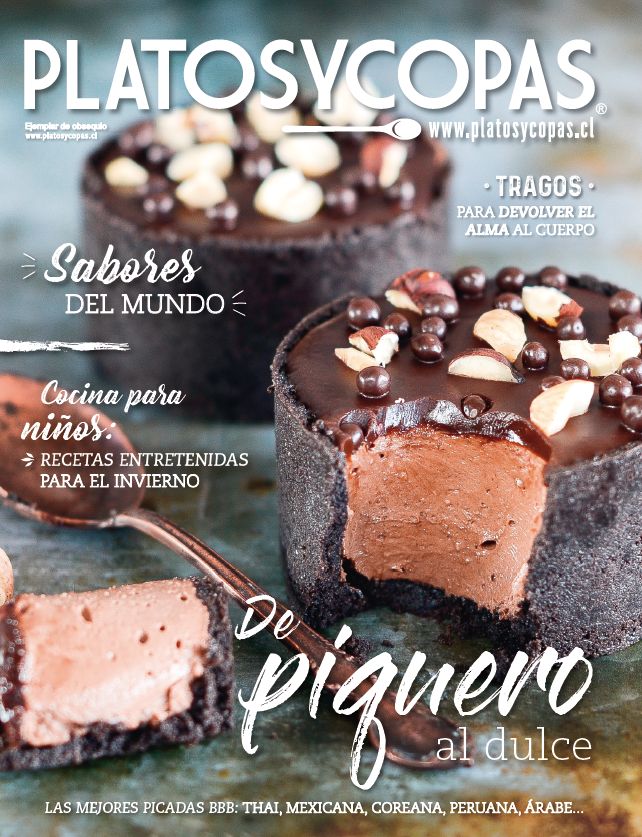 PLATOSYCOPAS®
Ejemplar de obsequio
www.platosycopas.cl
www.platosycopas.cl
· TRAGOS ·
PARA DEVOLVER EL
ALMA AL CUERPO
Sabores
DEL MUNDO
Cocina para
niños:
RECETAS ENTRETENIDAS
PARA EL INVIERNO
De
piquero
al dulce
LAS MEJORES PICADAS BBB: THAI, MEXICANA, COREANA, PERUANA, ÁRABE...